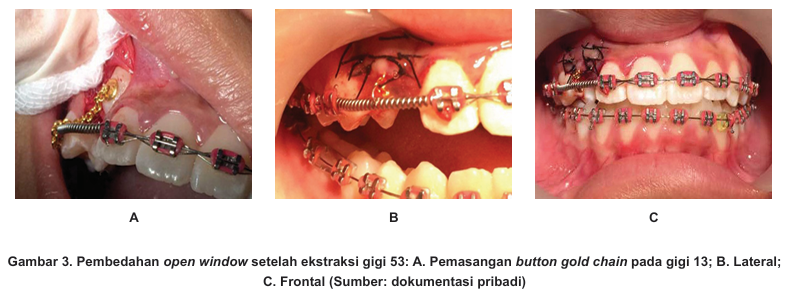 A
B
C
Gambar 3. Pembedahan open window setelah ekstraksi gigi 53: A. Pemasangan button gold chain pada gigi 13; B. Lateral;
C. Frontal (Sumber: dokumentasi pribadi)